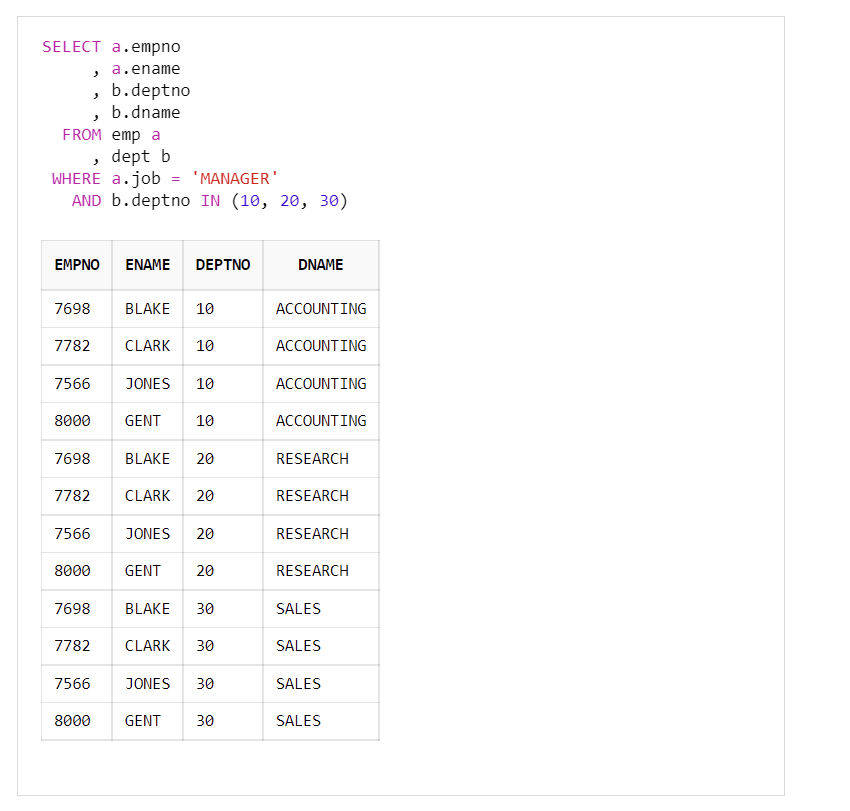 SELECT a.empno
, a.ename
, b.deptno
, b.dname
FROM emp a
, dept b
WHERE a.job = 'MANAGER'
AND b.deptno IN (10, 20, 30)
EMPNO ENAME DEPTNO DNAME
7698 BLAKE 10 ACCOUNTING
7782 CLARK 10 ACCOUNTING
7566 JONES 10 ACCOUNTING
8000 GENT 10 ACCOUNTING
7698 BLAKE 20 RESEARCH
7782 CLARK 20 RESEARCH
7566 JONES 20 RESEARCH
8000 GENT 20 RESEARCH
7698 BLAKE 30 SALES
7782 CLARK 30 SALES
7566 JONES 30 SALES
8000 GENT 30 SALES